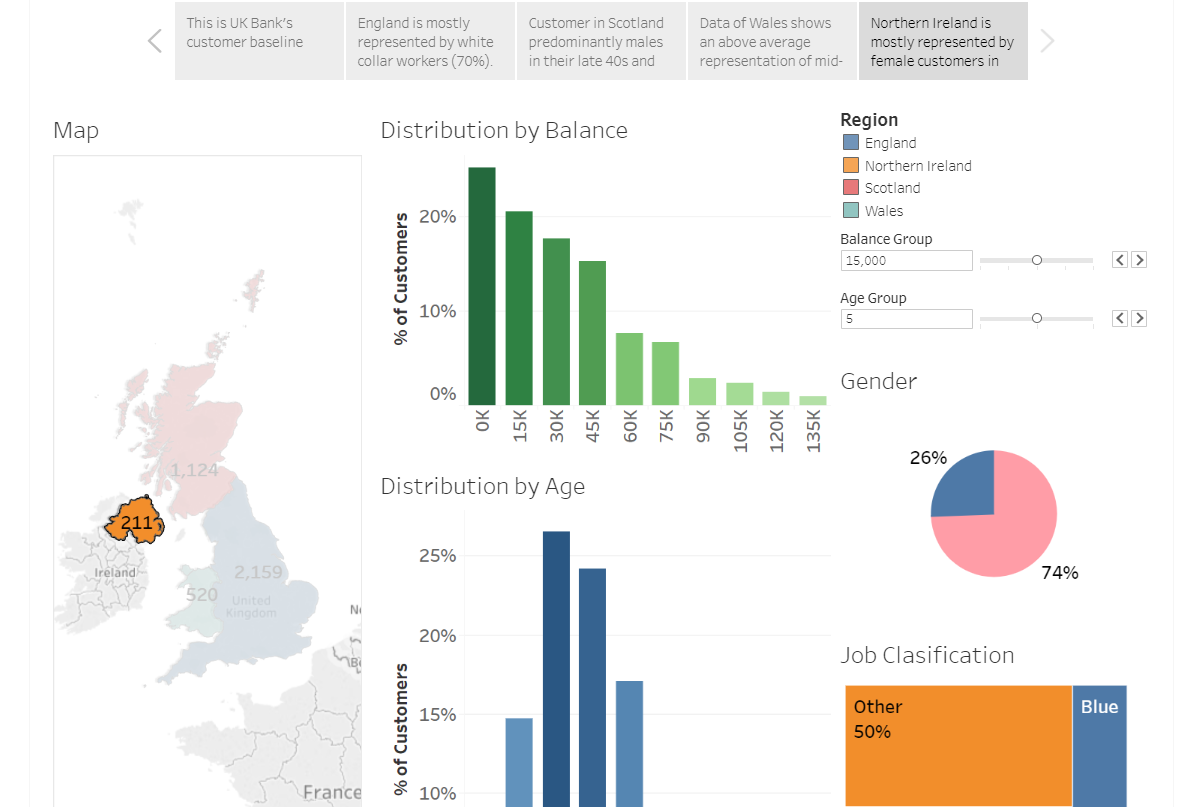 This is UK Bank's
customer baseline
England is mostly
represented by white
collar workers (70%).
Customer in Scotland
predominantly males
in their late 40s and
Data of Wales shows
an above average
representation of mid-
Northern Ireland is
mostly represented by
female customers in
Map
1,124
211
Ireland
2,159
520
United
Kingdom
France
Distribution by Balance
% of Customers
20%
10%
0%
0K
15K
30K
45K
60K
75K
90K
105K
120K
135K
Distribution by Age
% of Customers
25%
20%
15%
10%
Region
England
Northern Ireland
Scotland
Wales
Balance Group
15,000
Age Group
5
Gender
26%
74%
Job Clasification
Other
50%
Blue